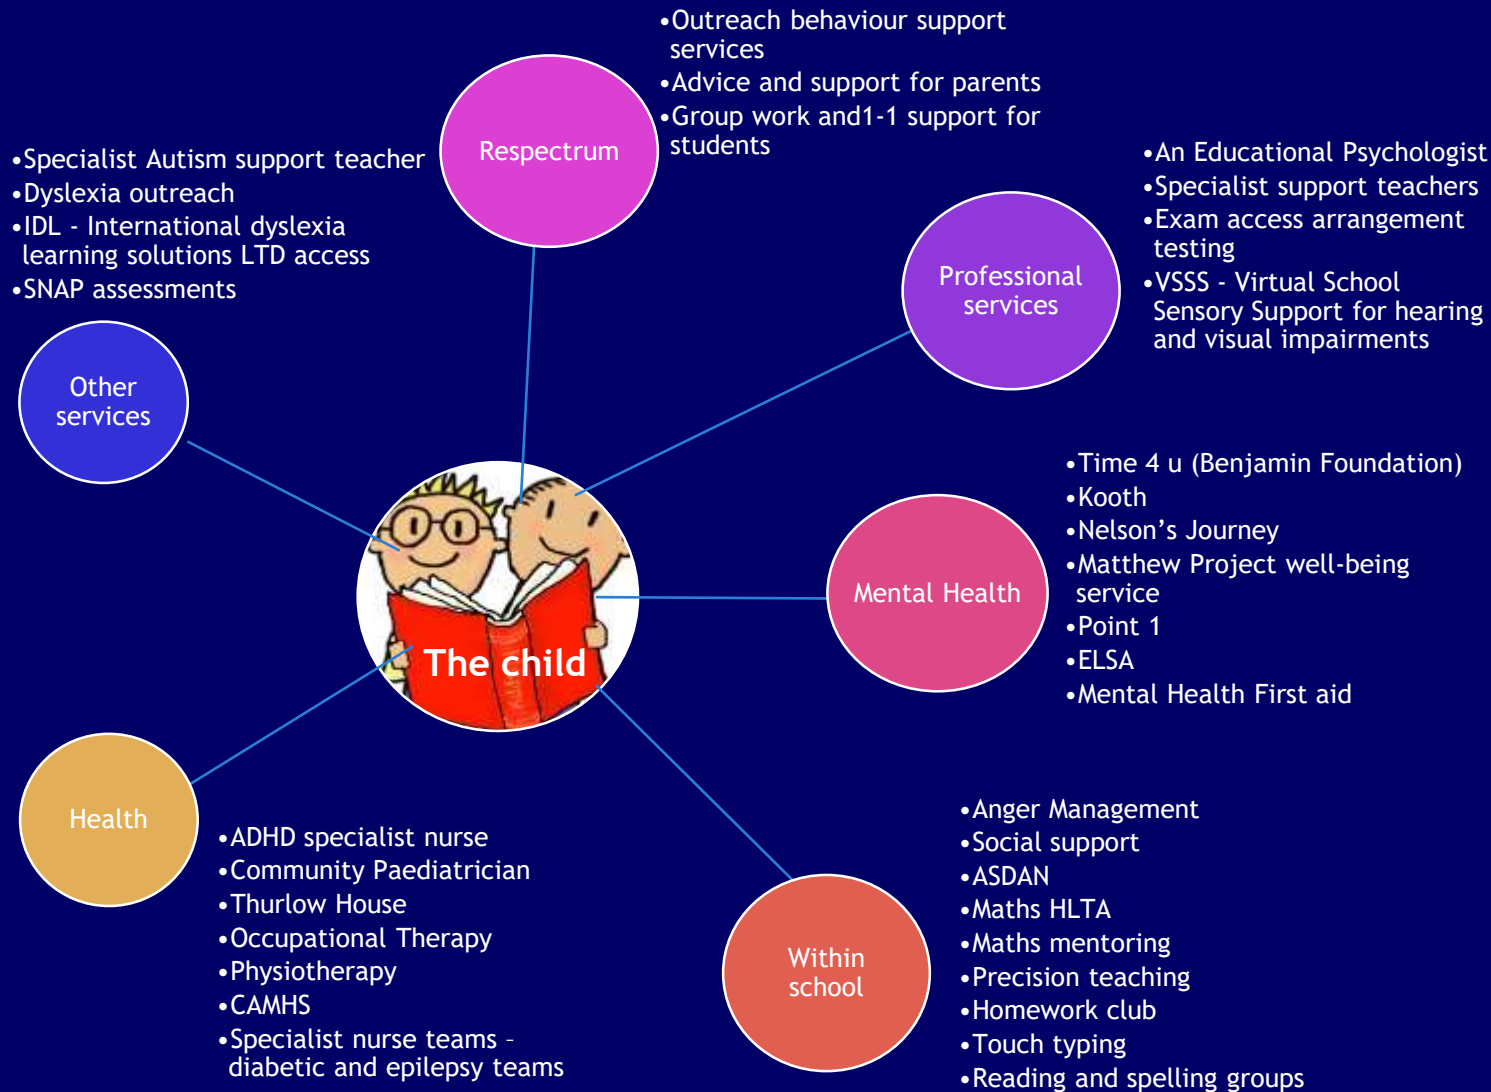 Respectrum
•Outreach behaviour support
services
•Advice and support for parents
•Group work and1-1 support for
students
Professional
services
•An Educational Psychologist
•Specialist support teachers
•Exam access arrangement
testing
•VSSS - Virtual School
Sensory Support for hearing
and visual impairments
Mental Health
•Time 4 u (Benjamin Foundation)
•Kooth
•Nelson’s Journey
•Matthew Project well-being
service
•Point 1
•ELSA
•Mental Health First aid
Within
school
•Anger Management
•Social support
•ASDAN
•Maths HLTA
•Maths mentoring
•Precision teaching
•Homework club
•Touch typing
•Reading and spelling groups
Health
•ADHD specialist nurse
•Community Paediatrician
•Thurlow House
•Occupational Therapy
•Physiotherapy
•CAMHS
•Specialist nurse teams –
diabetic and epilepsy teams
Other
services
•Specialist Autism support teacher
•Dyslexia outreach
•IDL - International dyslexia
learning solutions LTD access
•SNAP assessments
The child